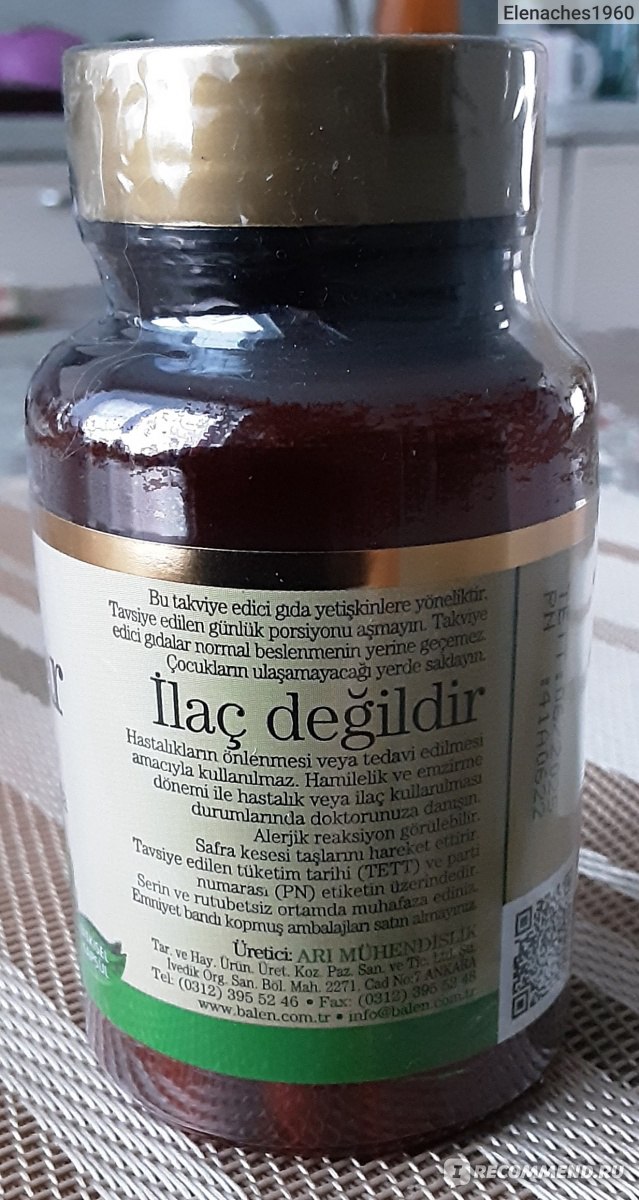 Elenaches1960
Bu takviye edici gıda yetişkinlere yöneliktir.
Tavsiye edilen günlük porsiyonu aşmayın. Takviye
edici gıdalar normal beslenmenin yerine geçemez.
Çocukların ulaşamayacağı yerde saklayın.
İlaç değildir
Hastalıkların önlenmesi veya tedavi edilmesi
amacıyla kullanılmaz. Hamilelik ve emzirme
dönemi ile hastalık veya ilaç kullanılması
durumlarında doktorunuza danışın.
Alerjik reaksiyon görülebilir.
Safra kesesi taşlarını hareket ettirir.
Tavsiye edilen tüketim tarihi (TETT) ve parti
numarası (PN) etiketin üzerindedir.
Serin ve rutubetsiz ortamda muhafaza ediniz.
Emniyet bandı kopmuş ambalajları satın almayınız.
Üretici: ARI MÜHENDİSLİK
Tar. ve Hay. Ürün. Üret. Koz. Paz. San. ve Tic. Ltd. Şti.
İvedik Org. San. Böl. Mah. 2271. Cad No:7 ANKARA
Tel: (0312) 395 52 46 • Fax: (0312) 395 52 48
www.balen.com.tr • info@balen.com.tr
PN :41A0622
IRECOMMEND.RU